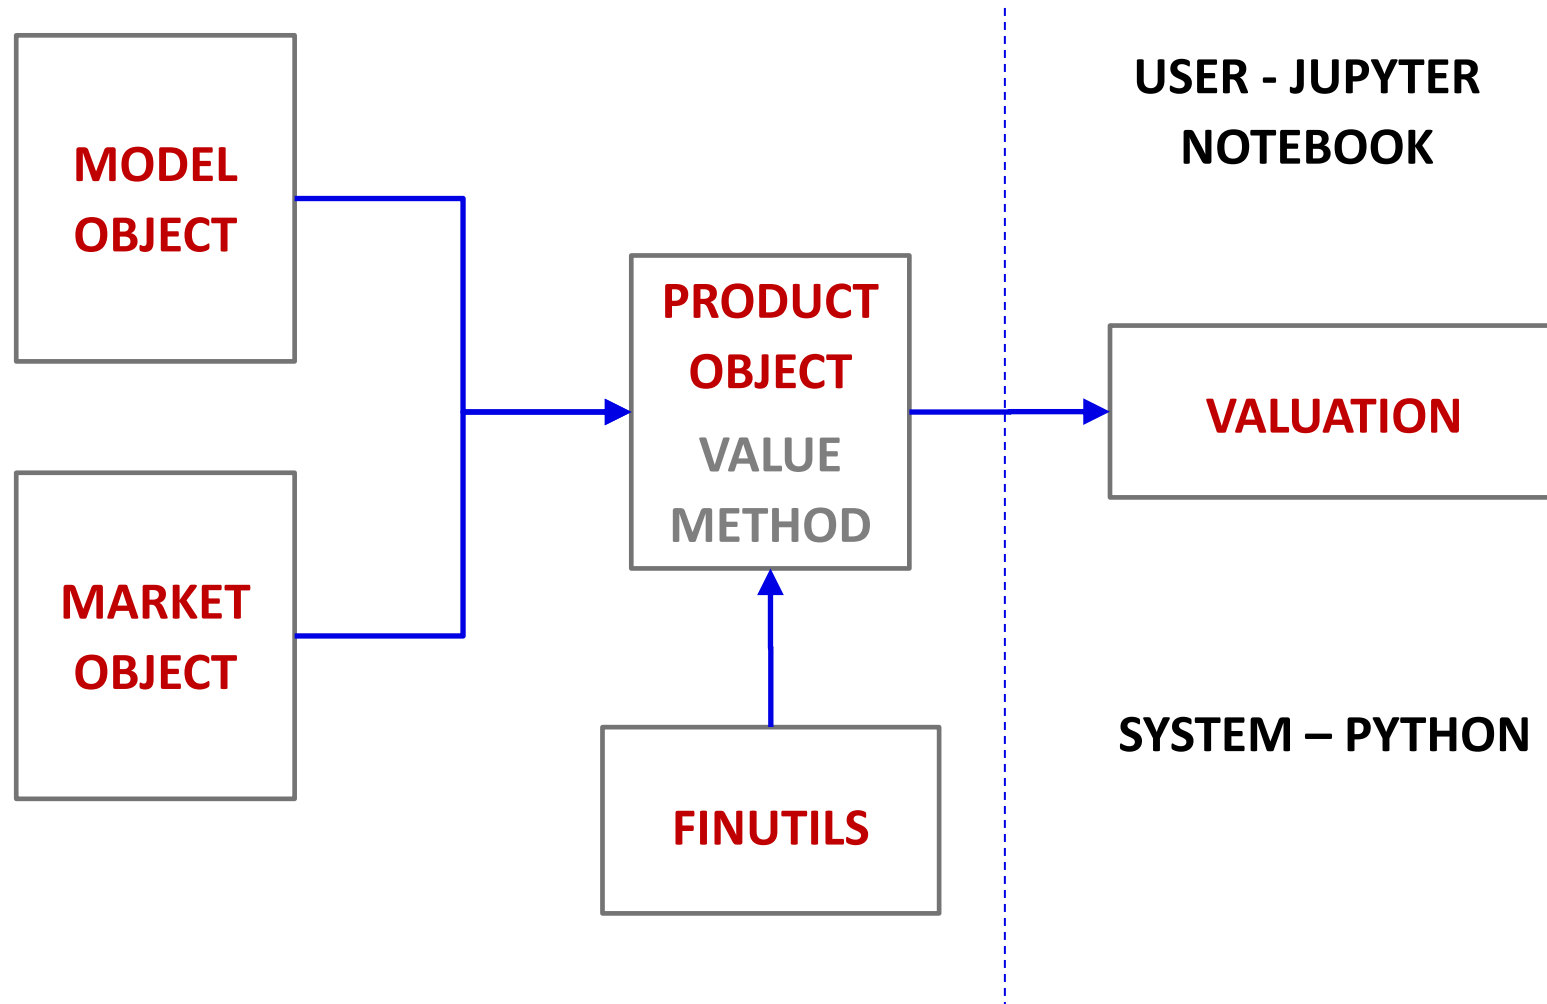 MODEL
OBJECT
MARKET
OBJECT
PRODUCT
OBJECT
VALUE
METHOD
FINUTILS
USER - JUPYTER
NOTEBOOK
VALUATION
SYSTEM – PYTHON